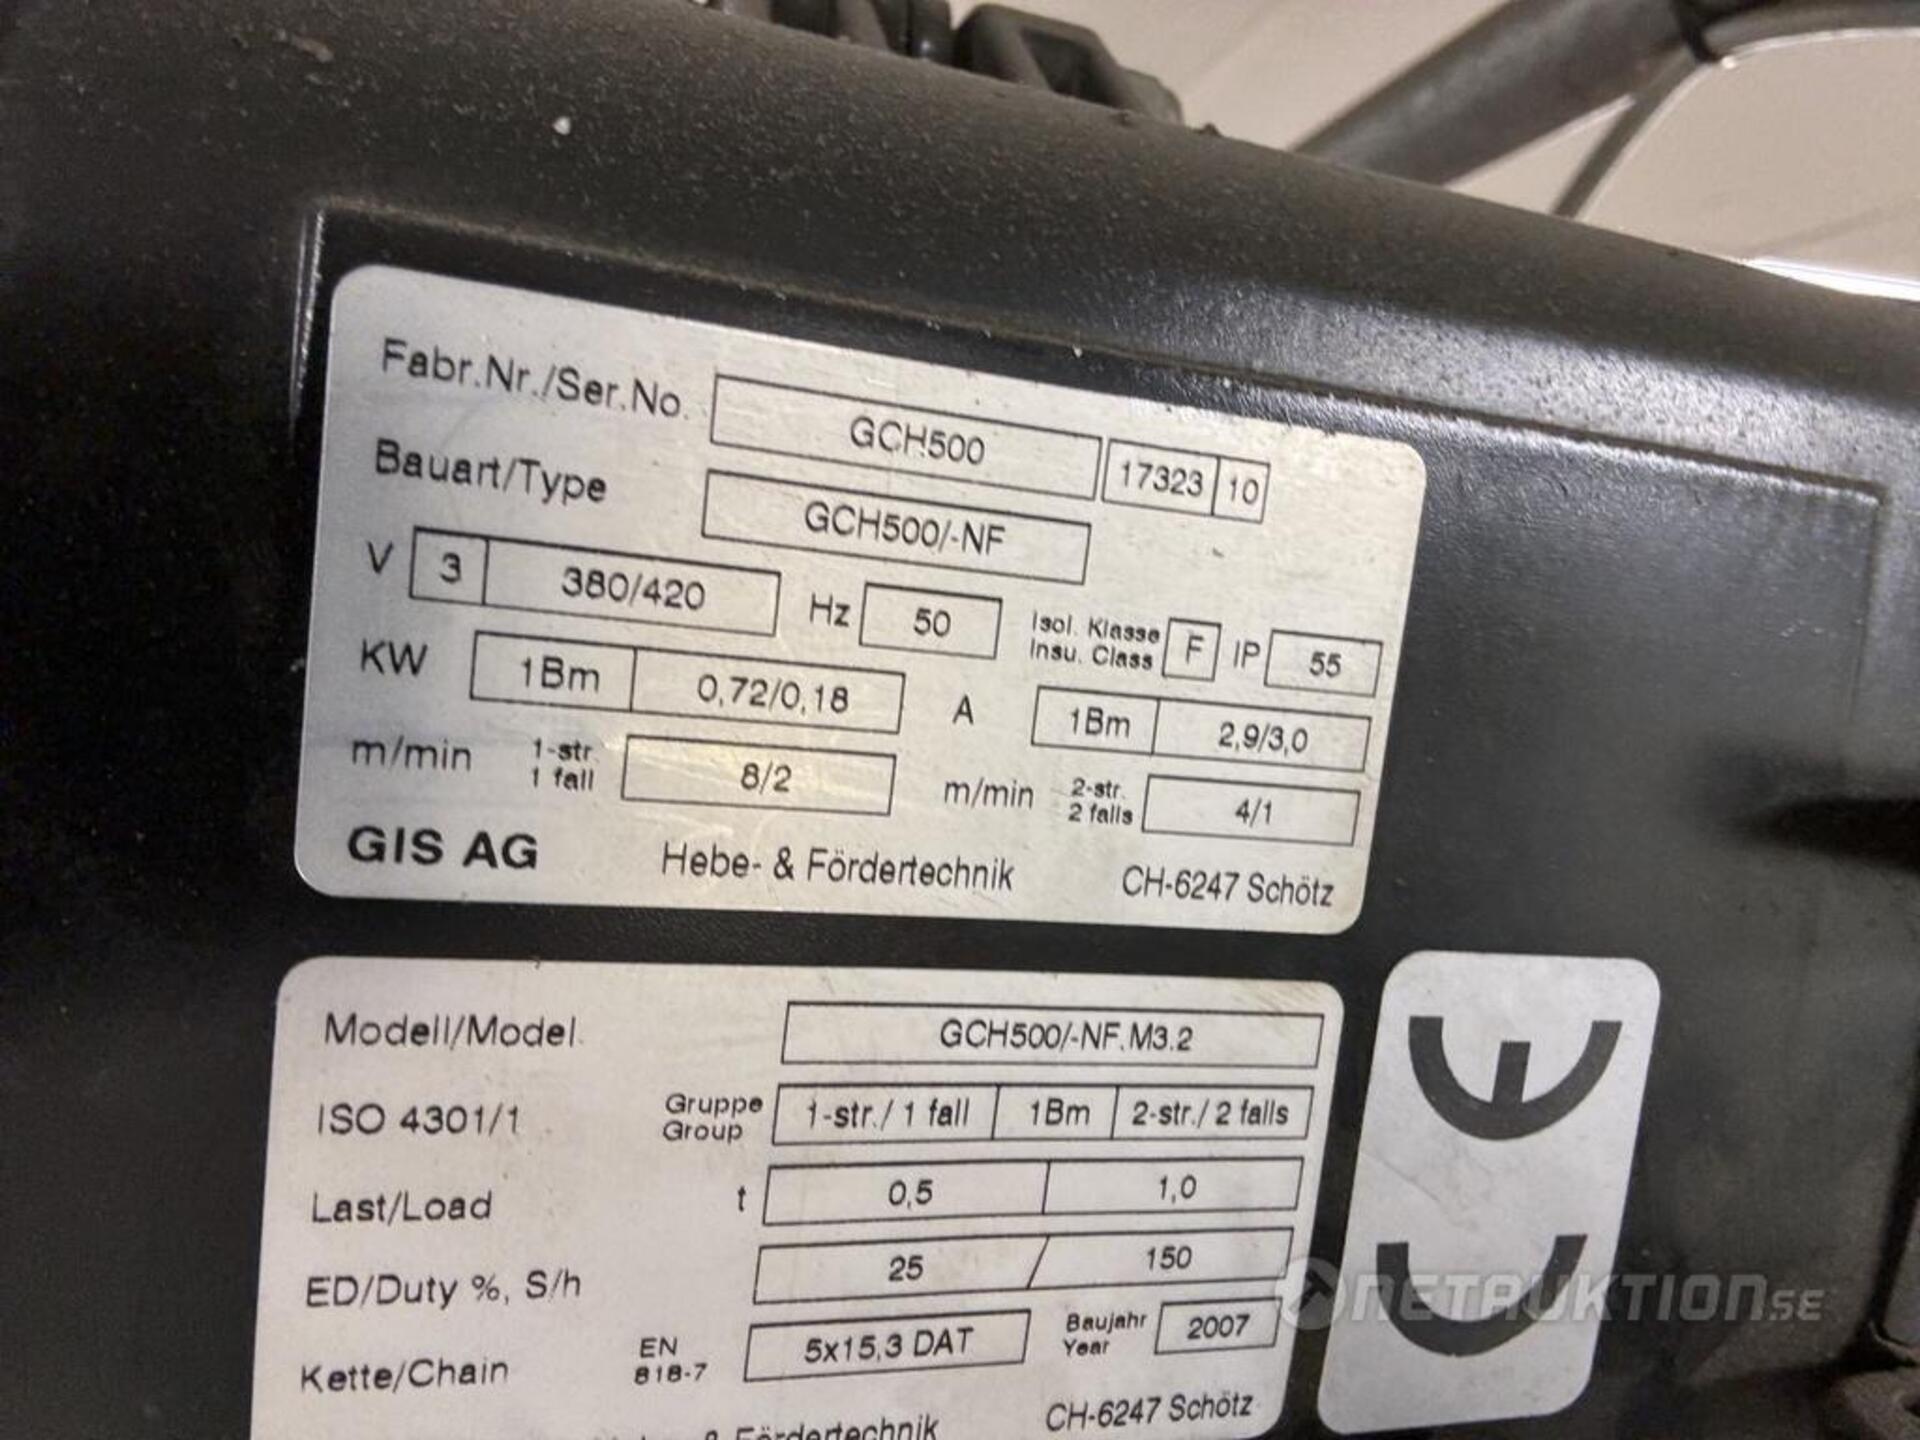 Fabr.Nr./Ser.No. GCH500 17323 10
Bauart/Type GCH500/-NF
V 3 380/420 Hz 50 Isol. Klasse Insu. Class F IP 55
KW 1Bm 0,72/0,18 A 1Bm 2,9/3,0
m/min 1-str. 1 fall 8/2 m/min 2-str. 2 falls 4/1
GIS AG Hebe- & Fördertechnik CH-6247 Schötz
Modell/Model GCH500/-NF.M3.2
ISO 4301/1 Gruppe Group 1-str./ 1 fall 1Bm 2-str./ 2 falls
Last/Load t 0,5 1,0
ED/Duty %, S/h 25 / 150
Kette/Chain EN 818-7 5x15,3 DAT Baujahr Year 2007
& Fördertechnik CH-6247 Schötz
CE
NETAUKTION.SE